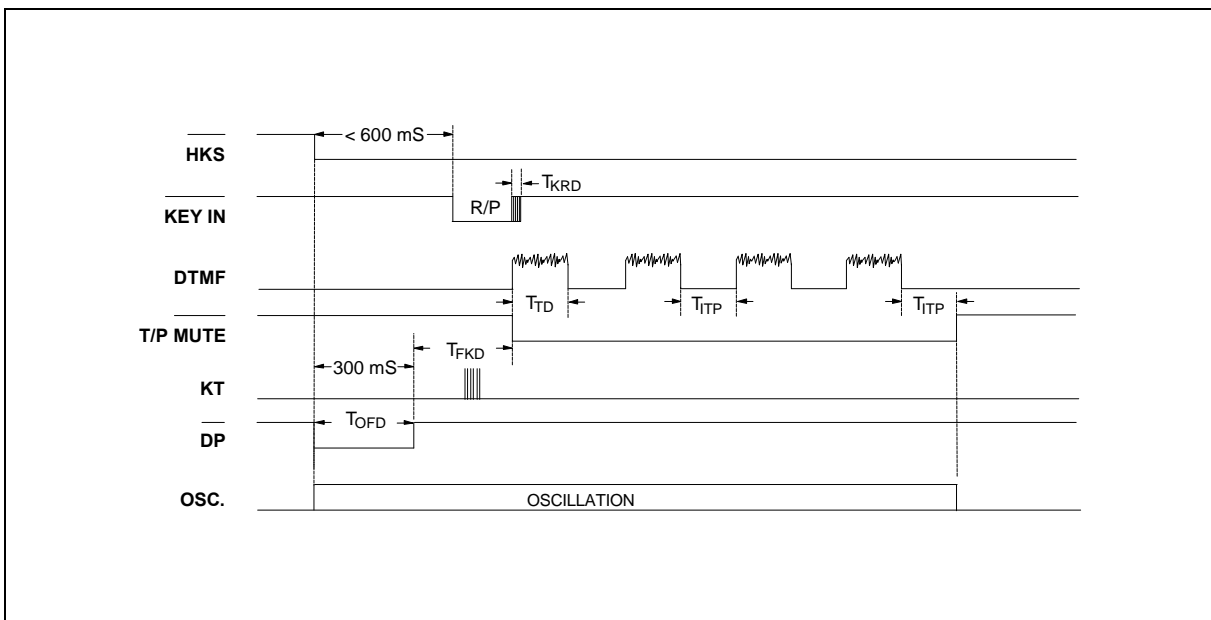 < 600 mS
HKS
T_KRD
R/P
KEY IN
DTMF
T_TD
T_ITP
T_ITP
T/P MUTE
T_FKD
300 mS
KT
T_OFD
DP
OSC.
OSCILLATION